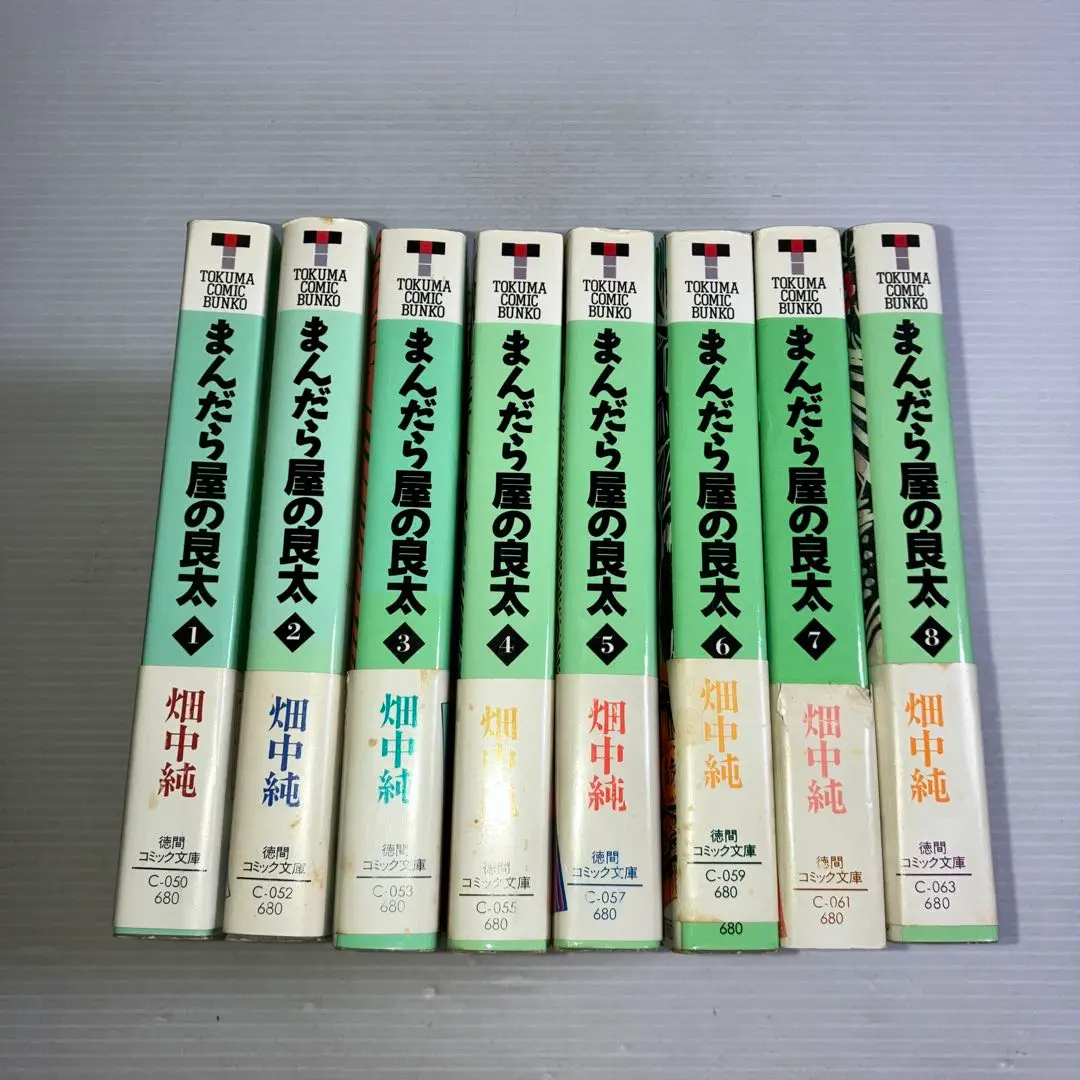 TOKUMA
COMIC
BUNKO
まんだら屋の良太
1
畑中純
徳間
コミック文庫
C-050
680
TOKUMA
COMIC
BUNKO
まんだら屋の良太
2
畑中純
徳間
コミック文庫
C-052
680
TOKUMA
COMIC
BUNKO
まんだら屋の良太
3
畑中純
徳間
コミック文庫
C-053
680
TOKUMA
COMIC
BUNKO
まんだら屋の良太
4
畑中純
徳間
コミック文庫
C-055
680
TOKUMA
COMIC
BUNKO
まんだら屋の良太
5
畑中純
徳間
コミック文庫
C-057
680
TOKUMA
COMIC
BUNKO
まんだら屋の良太
6
畑中純
徳間
コミック文庫
C-059
680
680
TOKUMA
COMIC
BUNKO
まんだら屋の良太
7
畑中純
徳間
コミック文庫
C-061
680
TOKUMA
COMIC
BUNKO
まんだら屋の良太
8
畑中純
徳間
コミック文庫
C-063
680